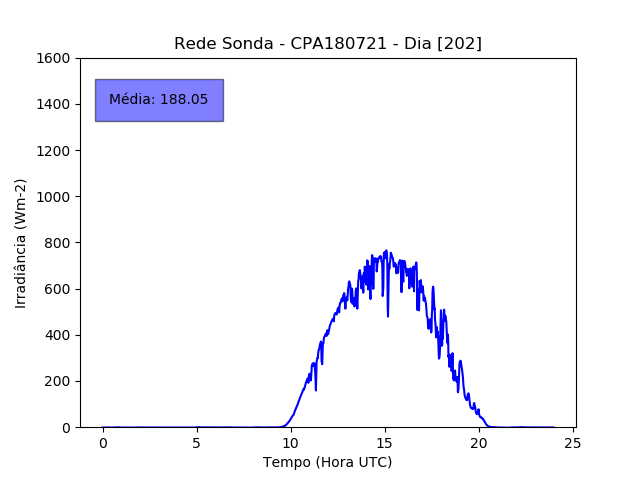 Rede Sonda - CPA180721 - Dia [202]
1600
1400
1200
1000
800
600
400
200
0
Média: 188.05
Irradiância (Wm-2)
0 5 10 15 20 25
Tempo (Hora UTC)